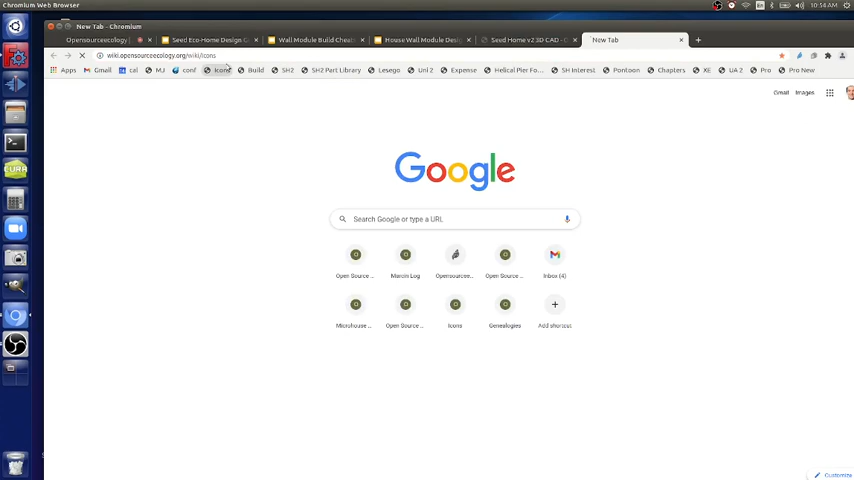 Chromium Web Browser
10:54 AM
New Tab - Chromium
Opensourceecology
Seed Eco-Home Design G
Wall Module Build Cheat
House Wall Module Design
Seed Home v2 3D CAD - O
New Tab
wiki.opensourceecology.org/wiki/Icons
Apps Gmail cal MJ conf Icons Build SH2 SH2 Part Library Lesego Uni 2 Expense Helical Pier Fo... SH Interest Pontoon Chapters XE UA 2 Pro Pro New
Gmail Images
Google
Search Google or type a URL
Open Source ... Marcin Log Opensourcee... Open Source ... Inbox (4)
Microhouse ... Open Source ... Icons Genealogies Add shortcut
CURA
Customize